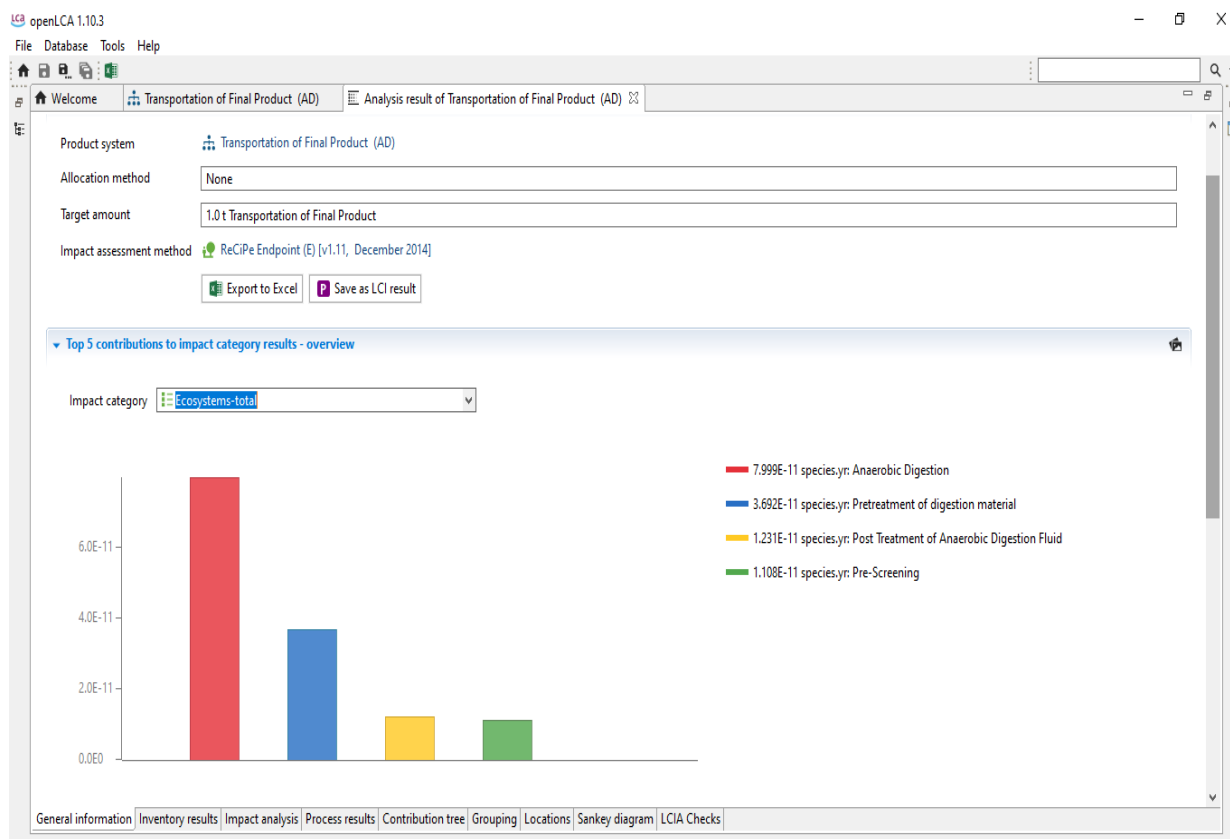 LCA openLCA 1.10.3
File Database Tools Help
Welcome Transportation of Final Product (AD) Analysis result of Transportation of Final Product (AD)
Product system Transportation of Final Product (AD)
Allocation method None
Target amount 1.0 t Transportation of Final Product
Impact assessment method ReCiPe Endpoint (E) [v1.11, December 2014]
Export to Excel P Save as LCI result
Top 5 contributions to impact category results - overview
Impact category Ecosystems-total
7.999E-11 species.yr: Anaerobic Digestion
3.692E-11 species.yr: Pretreatment of digestion material
1.231E-11 species.yr: Post Treatment of Anaerobic Digestion Fluid
1.108E-11 species.yr: Pre-Screening
6.0E-11
4.0E-11
2.0E-11
0.0E0
General information Inventory results Impact analysis Process results Contribution tree Grouping Locations Sankey diagram LCIA Checks